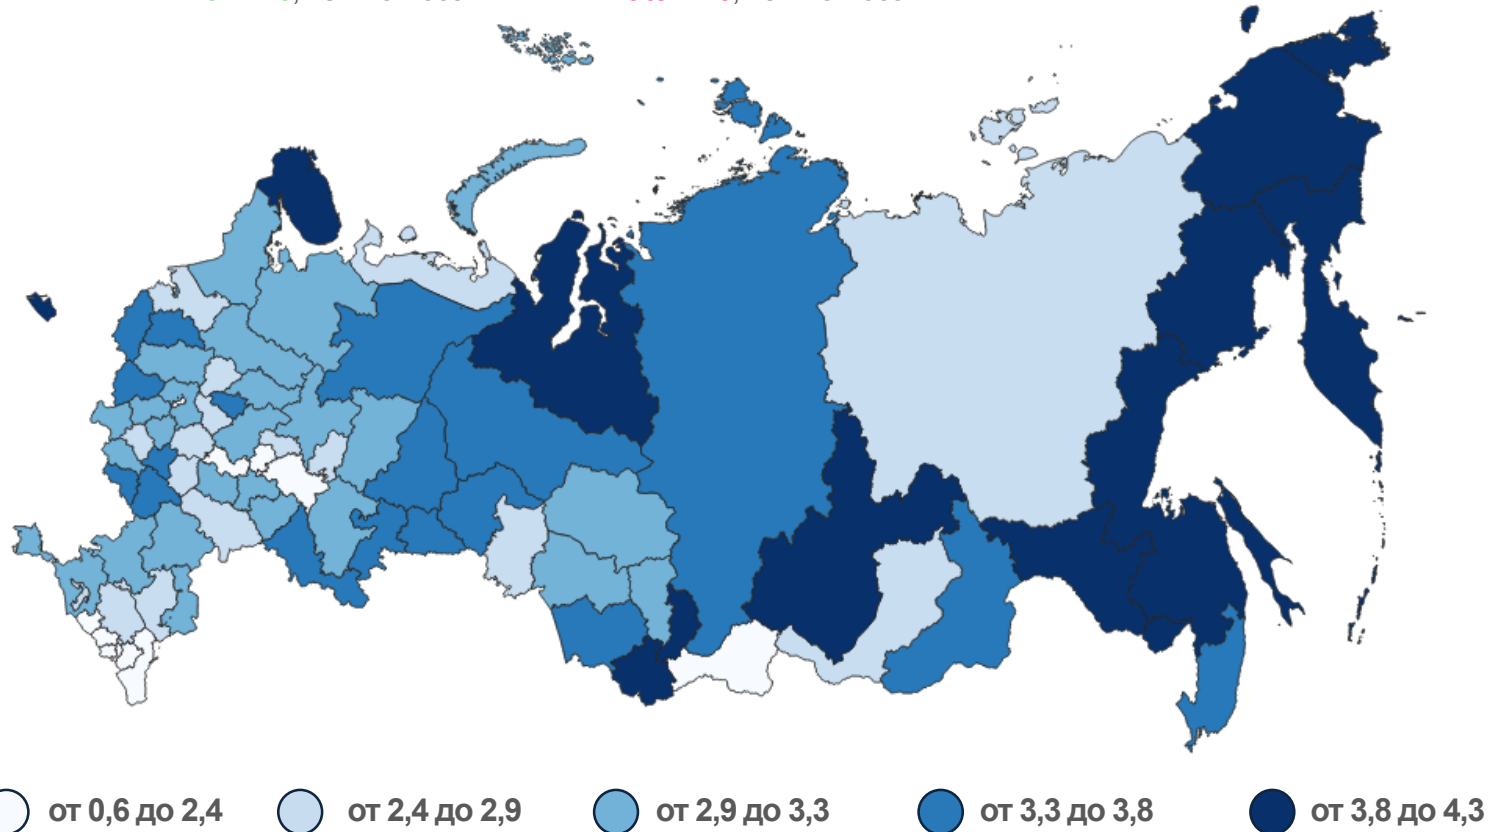 от 0,6 до 2,4
от 2,4 до 2,9
от 2,9 до 3,3
от 3,3 до 3,8
от 3,8 до 4,3